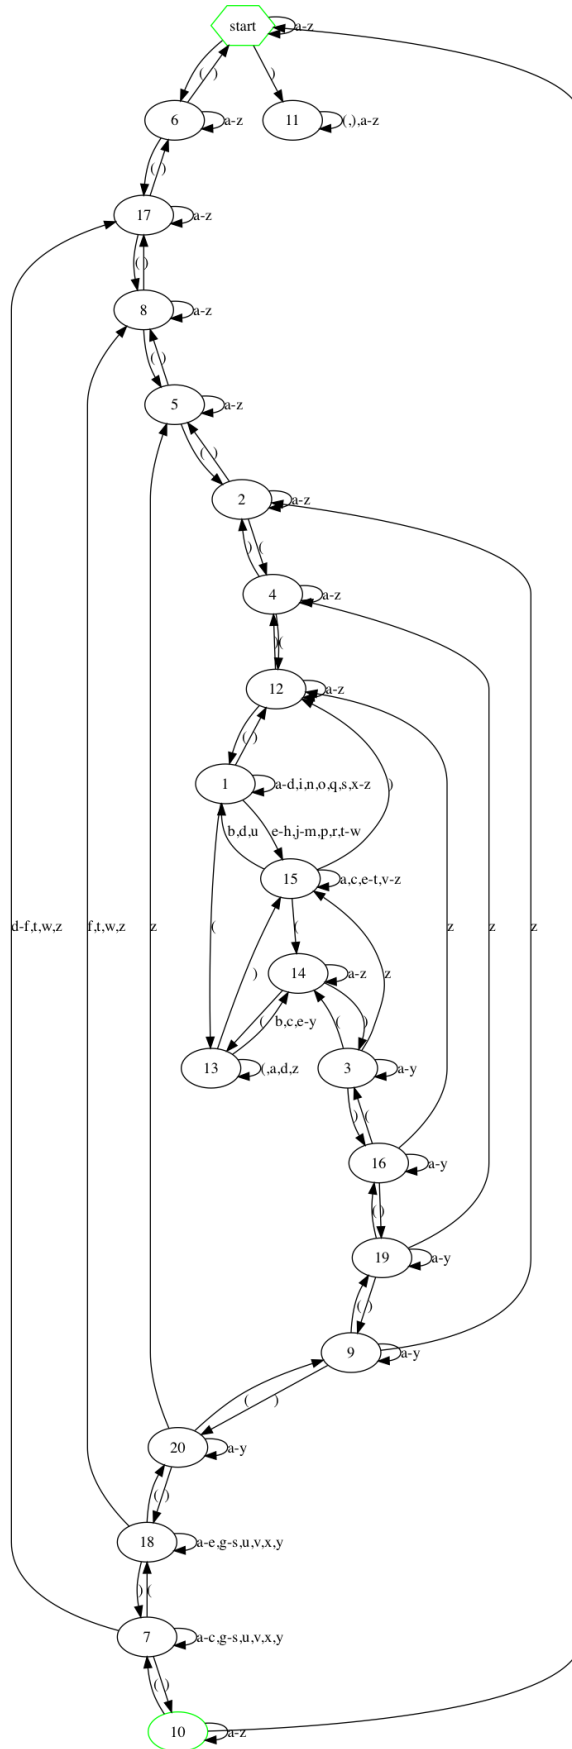 start
a-z
( )
)
6
a-z
11
(,),a-z
( )
17
a-z
( )
8
a-z
( )
5
a-z
( )
2
a-z
) (
4
a-z
) (
12
a-z
( )
1
a-d,i,n,o,q,s,x-z
)
b,d,u
e-h,j-m,p,r,t-w
15
a,c,e-t,v-z
d-f,t,w,z
f,t,w,z
z
(
(
z
z
z
)
14
a-z
z
( b,c,e-y
(
)
13
(,a,d,z
3
a-y
) (
16
a-y
( )
19
a-y
( )
9
a-y
( )
20
a-y
( )
18
a-e,g-s,u,v,x,y
) (
7
a-c,g-s,u,v,x,y
( )
10
a-z